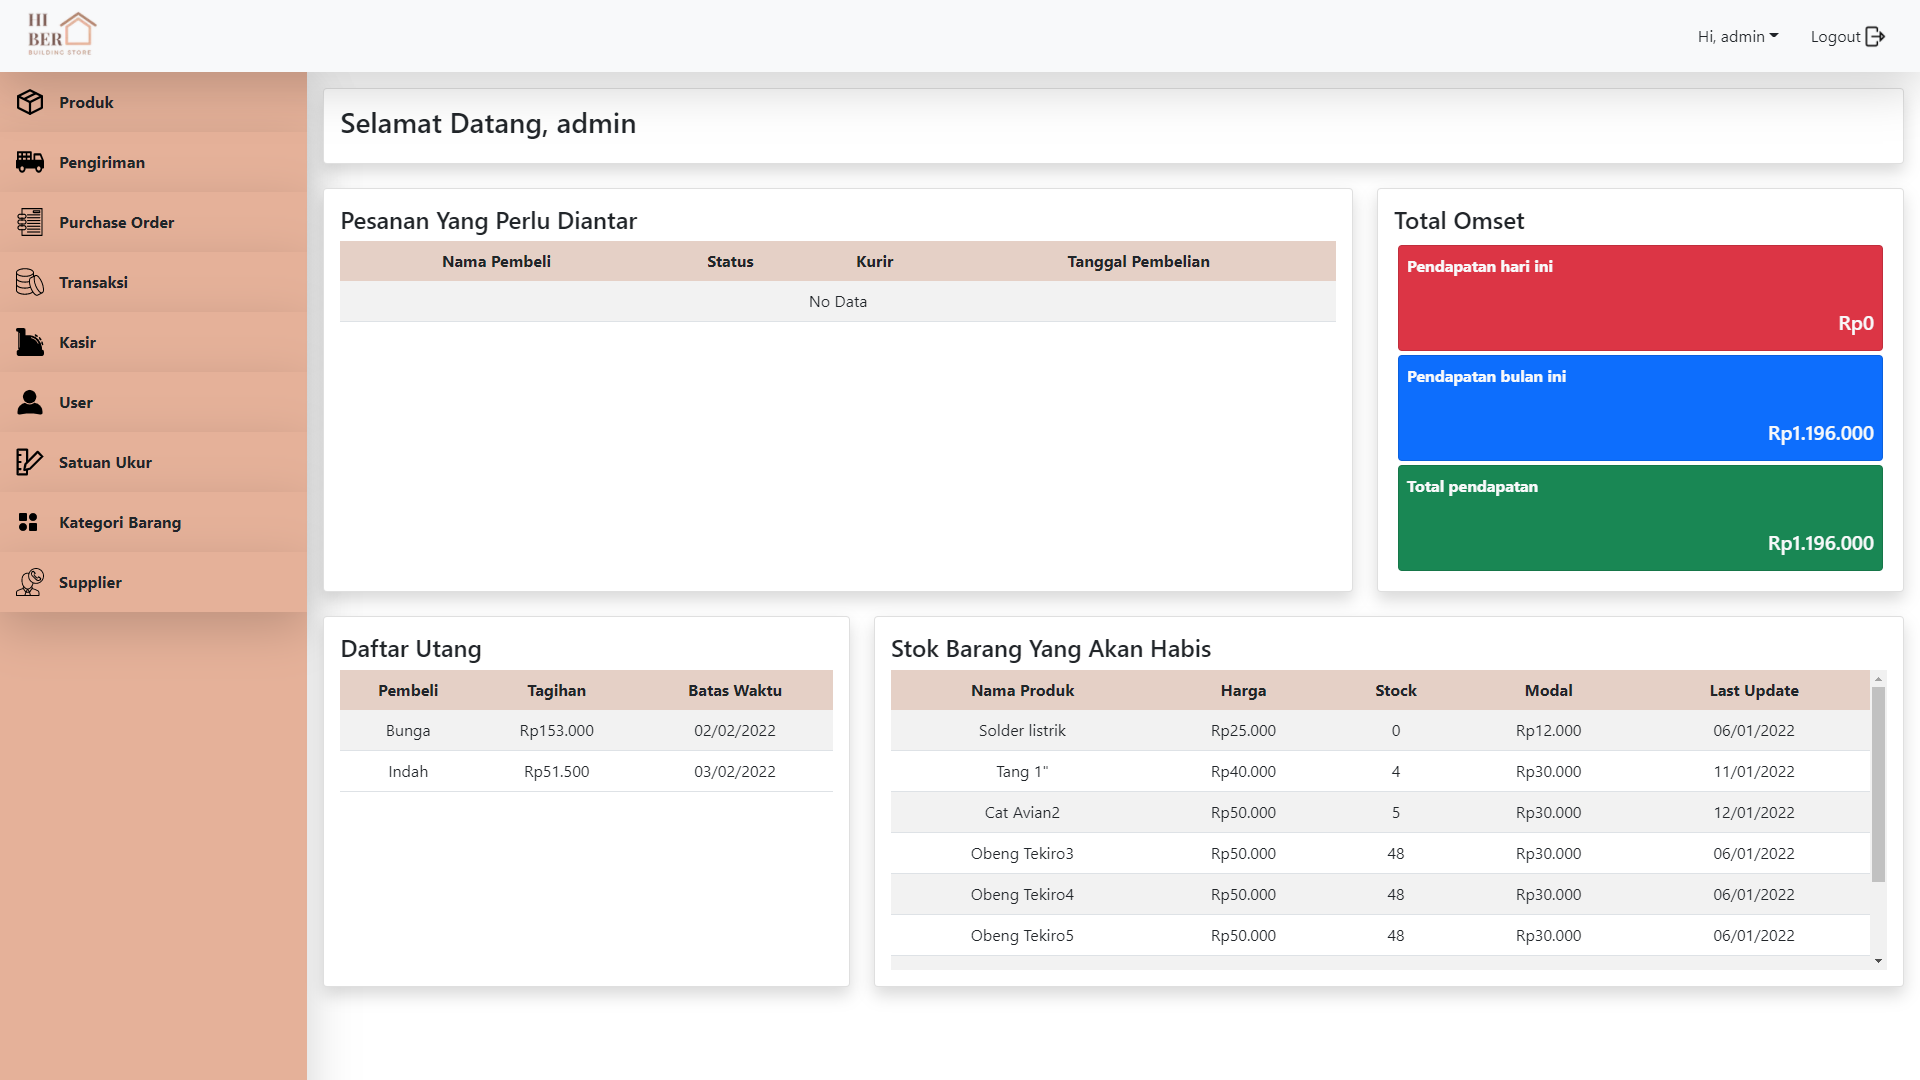 HI
BER
BUILDING STORE
Hi, admin
Logout
Produk
Pengiriman
Purchase Order
Transaksi
Kasir
User
Satuan Ukur
Kategori Barang
Supplier
Selamat Datang, admin
Pesanan Yang Perlu Diantar
Nama Pembeli Status Kurir Tanggal Pembelian
No Data
Total Omset
Pendapatan hari ini
Rp0
Pendapatan bulan ini
Rp1.196.000
Total pendapatan
Rp1.196.000
Daftar Utang
Pembeli Tagihan Batas Waktu
Bunga Rp153.000 02/02/2022
Indah Rp51.500 03/02/2022
Stok Barang Yang Akan Habis
Nama Produk Harga Stock Modal Last Update
Solder listrik Rp25.000 0 Rp12.000 06/01/2022
Tang 1" Rp40.000 4 Rp30.000 11/01/2022
Cat Avian2 Rp50.000 5 Rp30.000 12/01/2022
Obeng Tekiro3 Rp50.000 48 Rp30.000 06/01/2022
Obeng Tekiro4 Rp50.000 48 Rp30.000 06/01/2022
Obeng Tekiro5 Rp50.000 48 Rp30.000 06/01/2022